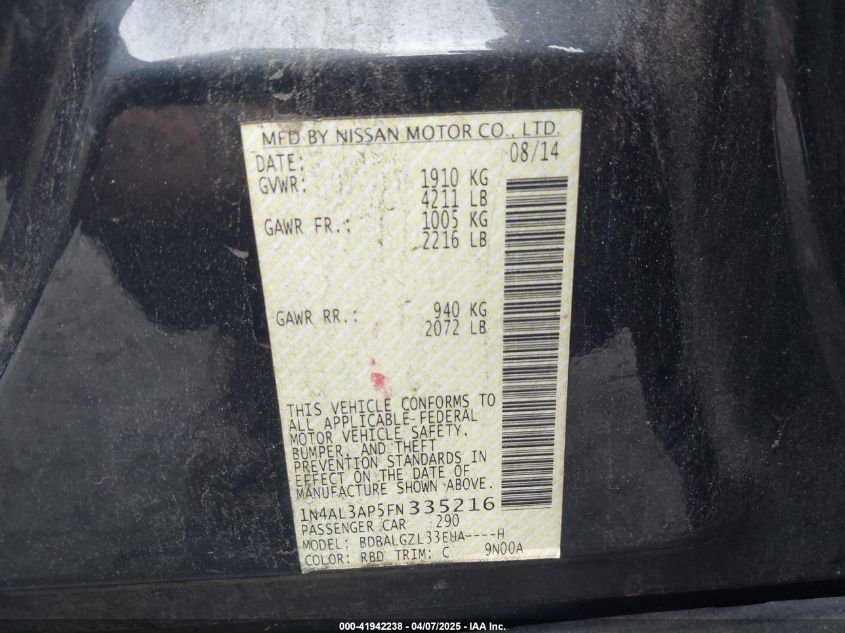 MFD BY NISSAN MOTOR CO., LTD.
DATE: 08/14
GVWR: 1910 KG
4211 LB
GAWR FR.: 1005 KG
2216 LB
GAWR RR.: 940 KG
2072 LB
THIS VEHICLE CONFORMS TO
ALL APPLICABLE FEDERAL
MOTOR VEHICLE SAFETY,
BUMPER, AND THEFT
PREVENTION STANDARDS IN
EFFECT ON THE DATE OF
MANUFACTURE SHOWN ABOVE.
1N4AL3AP5FN335216
PASSENGER CAR 290
MODEL: BDBALGZL33EUA----H
COLOR: RBD TRIM: C 9N00A
000-41942238 - 04/07/2025 - IAA Inc.